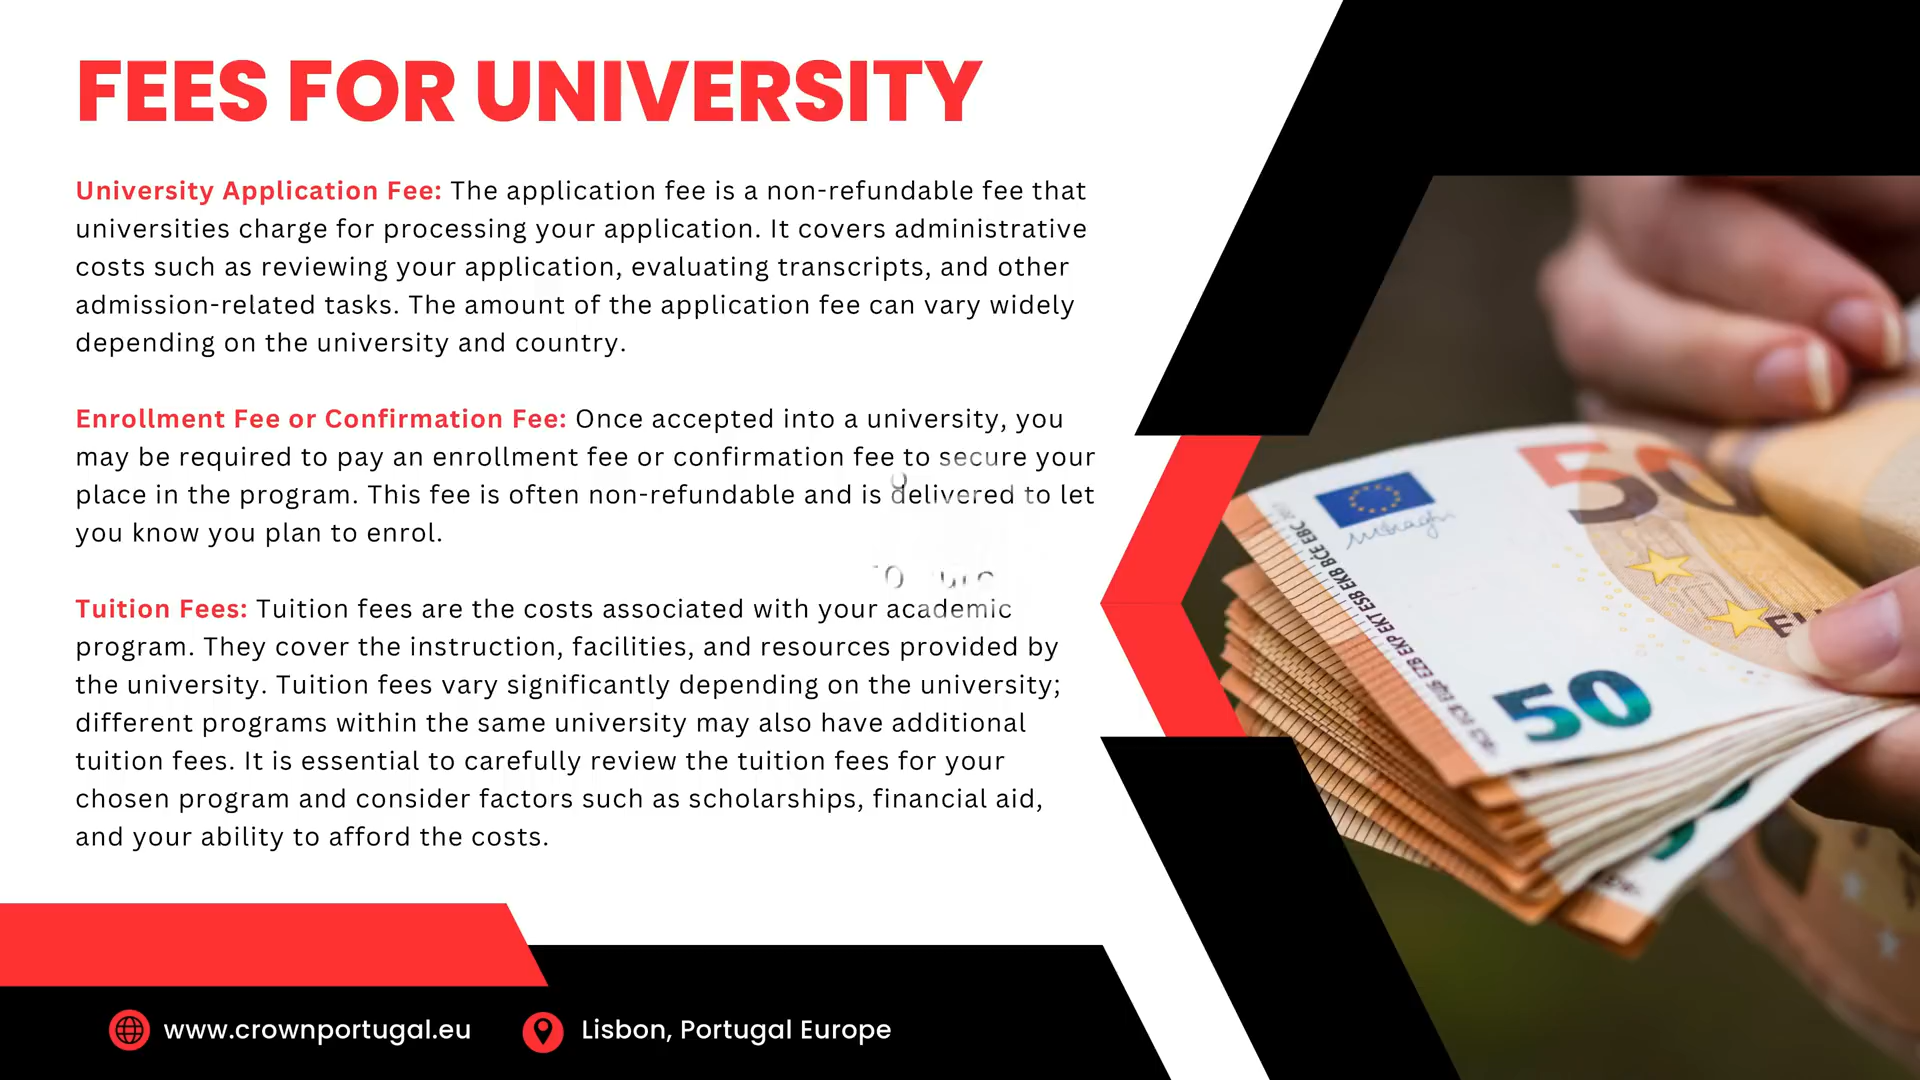 FEES FOR UNIVERSITY
University Application Fee: The application fee is a non-refundable fee that
universities charge for processing your application. It covers administrative
costs such as reviewing your application, evaluating transcripts, and other
admission-related tasks. The amount of the application fee can vary widely
depending on the university and country.
Enrollment Fee or Confirmation Fee: Once accepted into a university, you
may be required to pay an enrollment fee or confirmation fee to secure your
place in the program. This fee is often non-refundable and is delivered to let
you know you plan to enrol.
Tuition Fees: Tuition fees are the costs associated with your academic
program. They cover the instruction, facilities, and resources provided by
the university. Tuition fees vary significantly depending on the university;
different programs within the same university may also have additional
tuition fees. It is essential to carefully review the tuition fees for your
chosen program and consider factors such as scholarships, financial aid,
and your ability to afford the costs.
50
50
www.crownportugal.eu
Lisbon, Portugal Europe